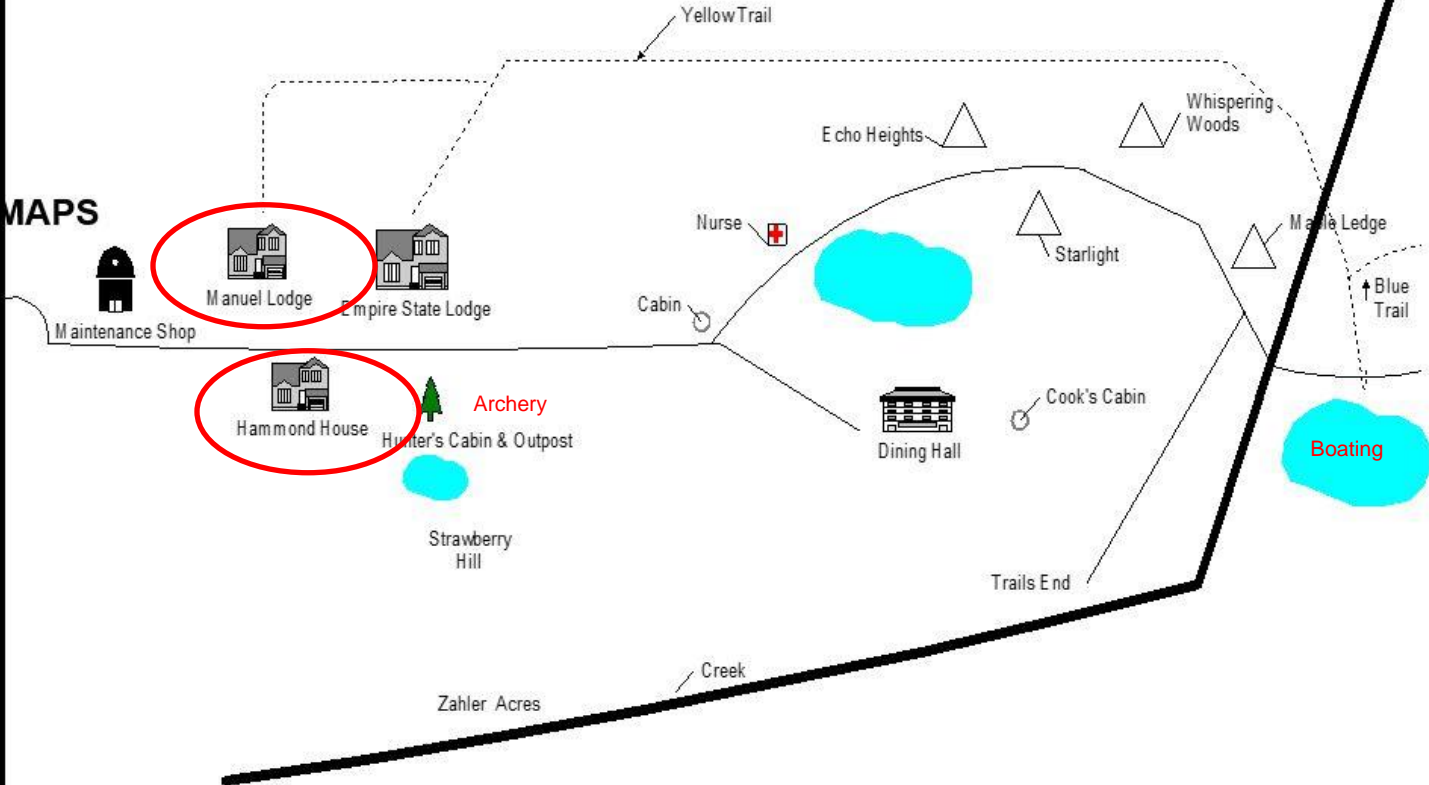 Yellow Trail
Whispering
Woods
Echo Heights
MAPS
Nurse
Maple Ledge
Starlight
Blue
Trail
Manuel Lodge
Empire State Lodge
Cabin
Maintenance Shop
Cook's Cabin
Archery
Hammond House
Hunter's Cabin & Outpost
Dining Hall
Boating
Strawberry
Hill
Trails End
Creek
Zahler Acres